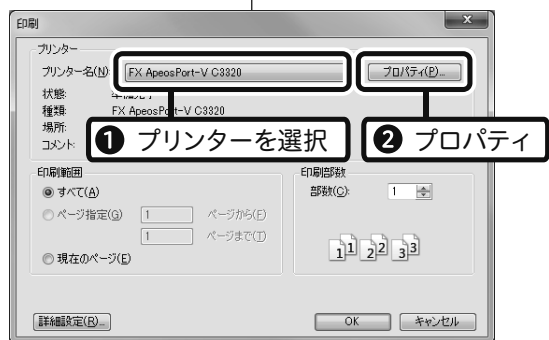 印刷
プリンター
プリンター名(N): FX ApeosPort-V C3320 プロパティ(P)...
状態:
種類: FX ApeosPort-V C3320
場所:
コメント:
❶ プリンターを選択
❷ プロパティ
印刷範囲
すべて(A)
ページ指定(G) 1 ページから(F)
1 ページまで(T)
現在のページ(E)
印刷部数
部数(C): 1
1 1 2 2 3 3
詳細設定(R)... OK キャンセル